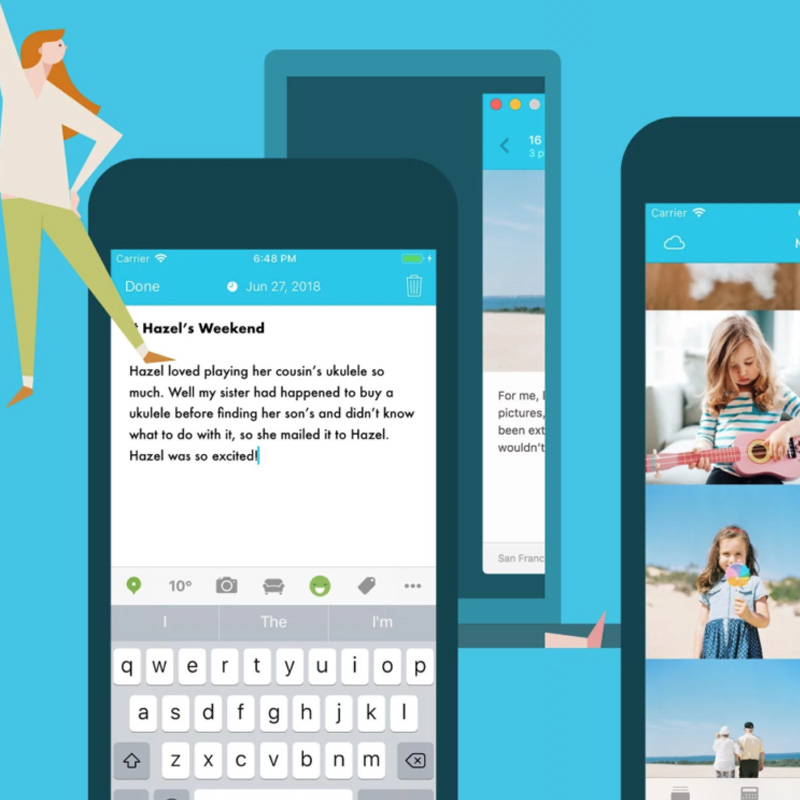 Carrier
6:48 PM
Done
Jun 27, 2018
Hazel's Weekend
Hazel loved playing her cousin's ukulele so
much. Well my sister had happened to buy a
ukulele before finding her son's and didn't know
what to do with it, so she mailed it to Hazel.
Hazel was so excited!
10°
I The I'm
q w e r t y u i o p
a s d f g h j k l
z x c v b n m
16
3 p
For me, I
pictures,
been ext
wouldn't
San Franc
Carrier